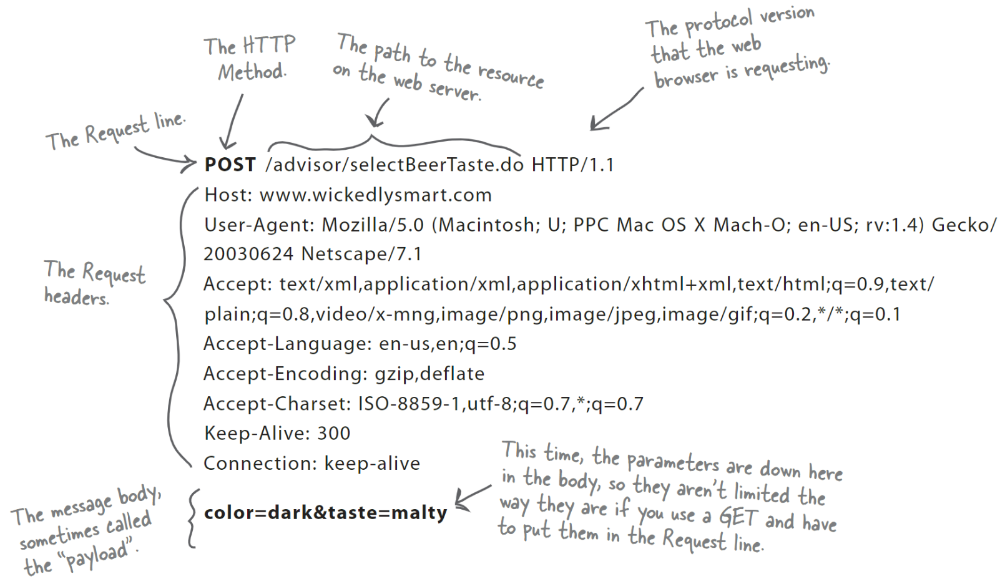 The HTTP
Method.
The path to the resource
on the web server.
The protocol version
that the web
browser is requesting.
The Request line.
POST /advisor/selectBeerTaste.do HTTP/1.1
Host: www.wickedlysmart.com
User-Agent: Mozilla/5.0 (Macintosh; U; PPC Mac OS X Mach-O; en-US; rv:1.4) Gecko/
20030624 Netscape/7.1
Accept: text/xml,application/xml,application/xhtml+xml,text/html;q=0.9,text/
plain;q=0.8,video/x-mng,image/png,image/jpeg,image/gif;q=0.2,*/*;q=0.1
Accept-Language: en-us,en;q=0.5
Accept-Encoding: gzip,deflate
Accept-Charset: ISO-8859-1,utf-8;q=0.7,*;q=0.7
Keep-Alive: 300
Connection: keep-alive
The Request
headers.
color=dark&taste=malty
The message body,
sometimes called
the “payload”.
This time, the parameters are down here
in the body, so they aren't limited the
way they are if you use a GET and have
to put them in the Request line.